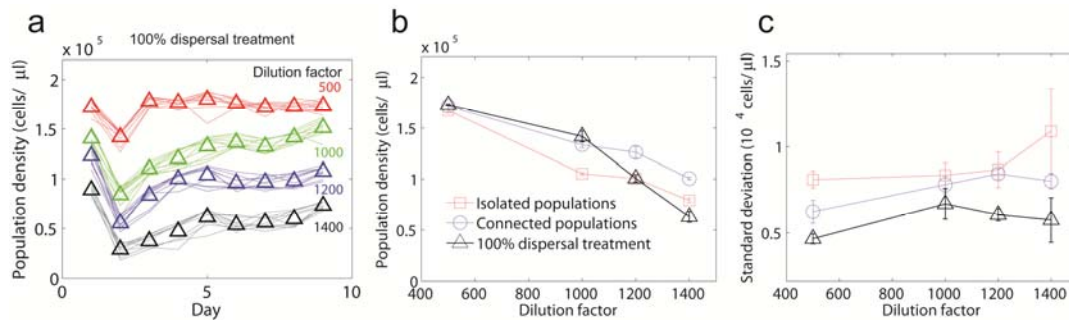 a
100% dispersal treatment
x 10 5
Population density (cells/ μl)
2
1.5
1
0.5
0
0
5
10
Day
Dilution factor
500
1000
1200
1400
b
x 10 5
Population density (cells/ μl)
2
1.5
1
0.5
0
400
600
800
1000
1200
1400
Dilution factor
Isolated populations
Connected populations
100% dispersal treatment
c
Standard deviation (10 4 cells/ μl)
1.5
1
0.5
400
600
800
1000
1200
1400
Dilution factor